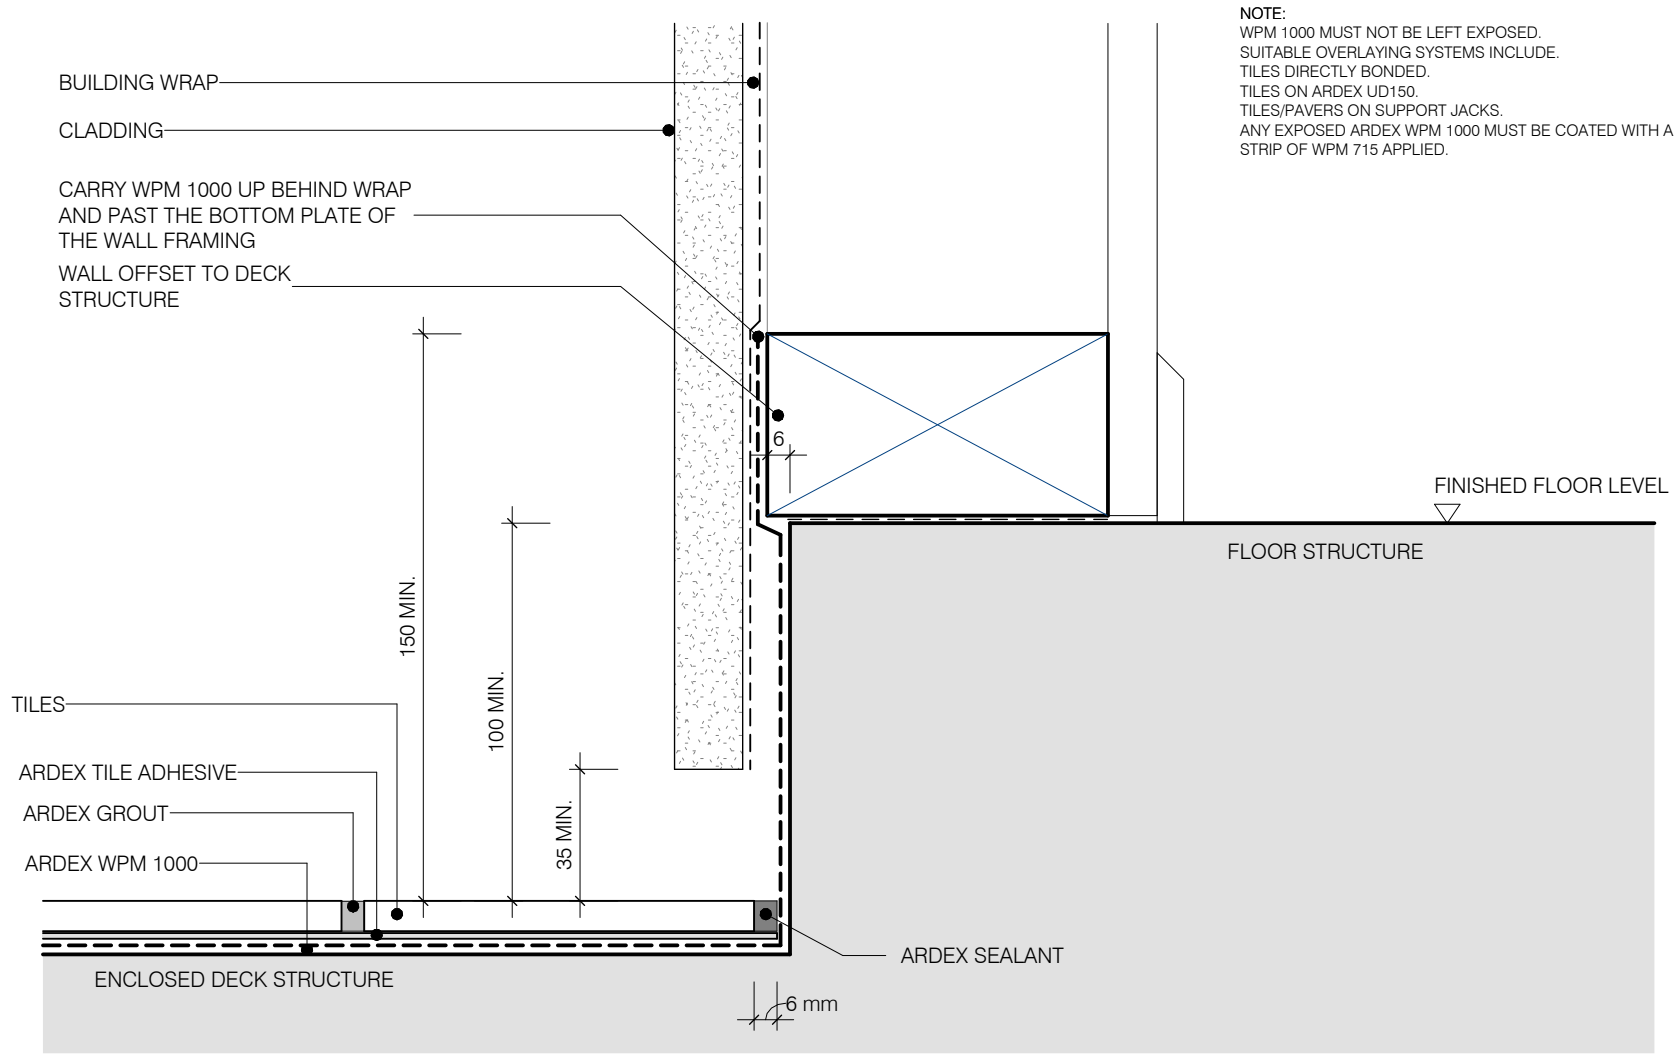 NOTE:
WPM 1000 MUST NOT BE LEFT EXPOSED.
SUITABLE OVERLAYING SYSTEMS INCLUDE.
TILES DIRECTLY BONDED.
TILES ON ARDEX UD150.
TILES/PAVERS ON SUPPORT JACKS.
ANY EXPOSED ARDEX WPM 1000 MUST BE COATED WITH A
STRIP OF WPM 715 APPLIED.
BUILDING WRAP
CLADDING
CARRY WPM 1000 UP BEHIND WRAP
AND PAST THE BOTTOM PLATE OF
THE WALL FRAMING
WALL OFFSET TO DECK
STRUCTURE
6
FINISHED FLOOR LEVEL
FLOOR STRUCTURE
150 MIN.
100 MIN.
35 MIN.
TILES
ARDEX TILE ADHESIVE
ARDEX GROUT
ARDEX WPM 1000
ARDEX SEALANT
ENCLOSED DECK STRUCTURE
6 mm